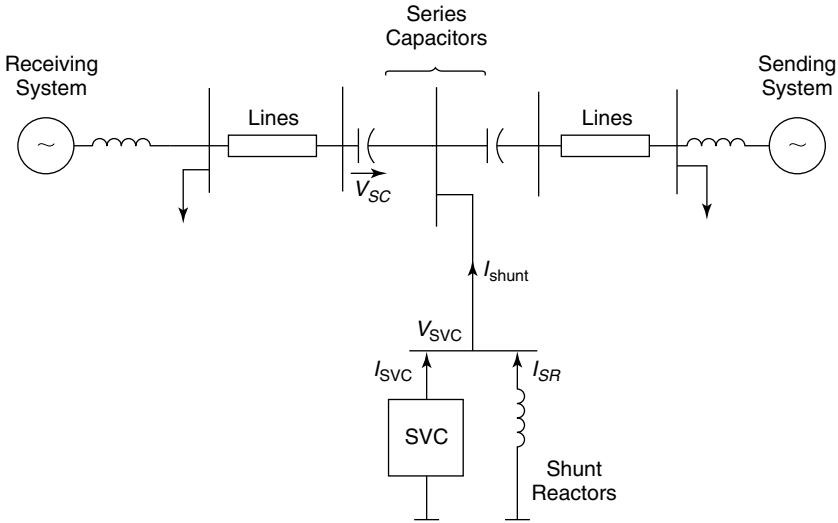 Series
Capacitors
Receiving
System
Sending
System
Lines
Lines
~
~
V_SC
I_shunt
V_SVC
I_SVC
I_SR
SVC
Shunt
Reactors